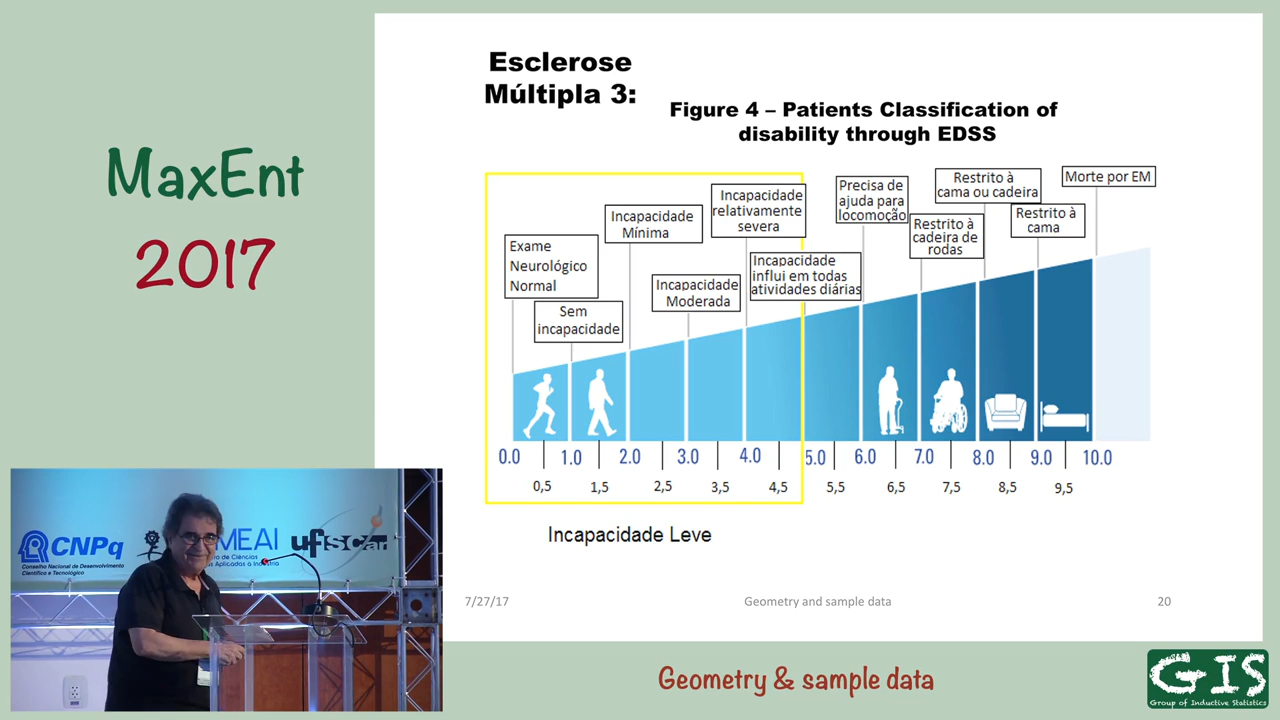 MaxEnt
2017
Esclerose
Múltipla 3:
Figure 4 – Patients Classification of
disability through EDSS
Exame
Neurológico
Normal
Sem
incapacidade
Incapacidade
Mínima
Incapacidade
Moderada
Incapacidade
relativamente
severa
Incapacidade
influi em todas
atividades diárias
Precisa de
ajuda para
locomoção
Restrito à
cadeira de
rodas
Restrito à
cama ou cadeira
Restrito à
cama
Morte por EM
0.0 1.0 2.0 3.0 4.0 5.0 6.0 7.0 8.0 9.0 10.0
0,5 1,5 2,5 3,5 4,5 5,5 6,5 7,5 8,5 9,5
Incapacidade Leve
7/27/17 Geometry and sample data 20
CNPq
Conselho Nacional de Desenvolvimento
Científico e Tecnológico
MEAI
de Ciências
Aplicadas à Indústria
ufscar
Geometry & sample data
GIS
Group of Inductive Statistics